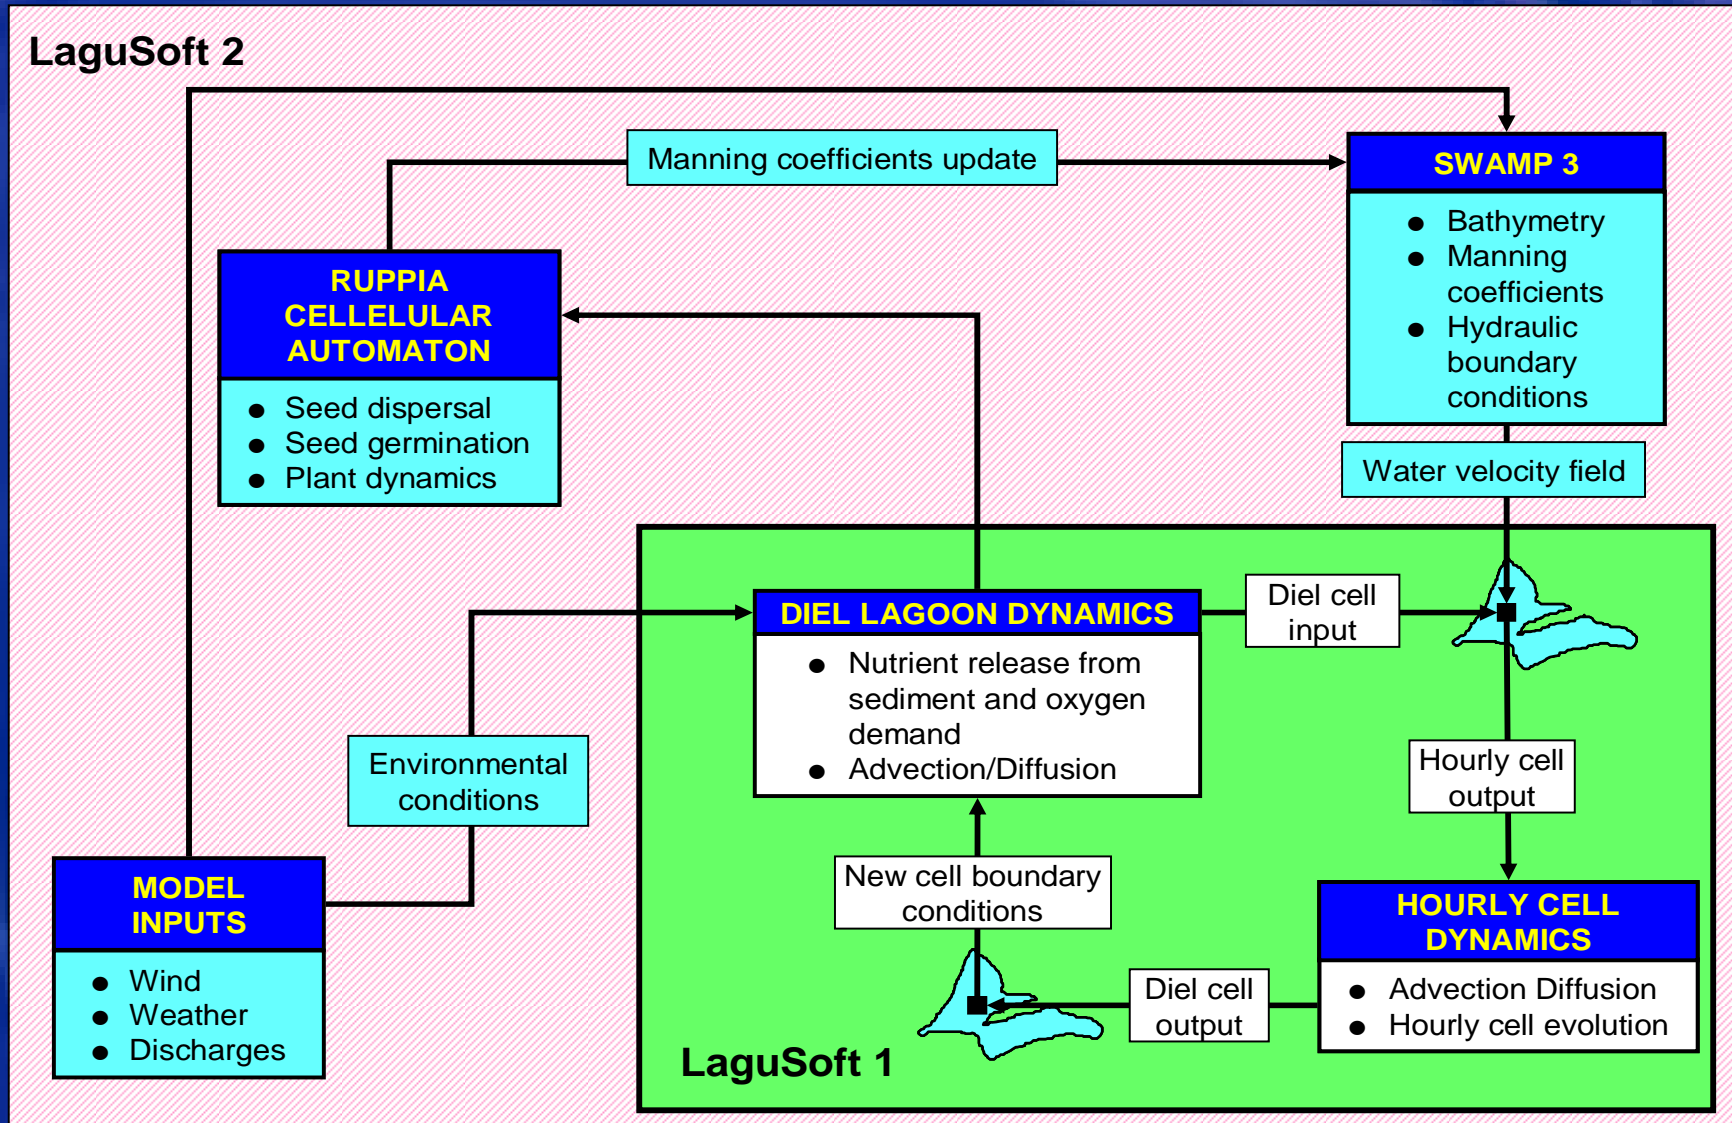 LaguSoft 2
Manning coefficients update
SWAMP 3
● Bathymetry
● Manning
coefficients
● Hydraulic
boundary
conditions
RUPPIA
CELLELULAR
AUTOMATON
● Seed dispersal
● Seed germination
● Plant dynamics
Water velocity field
DIEL LAGOON DYNAMICS
● Nutrient release from
sediment and oxygen
demand
● Advection/Diffusion
Diel cell
input
Environmental
conditions
Hourly cell
output
MODEL
INPUTS
● Wind
● Weather
● Discharges
New cell boundary
conditions
HOURLY CELL
DYNAMICS
● Advection Diffusion
● Hourly cell evolution
Diel cell
output
LaguSoft 1